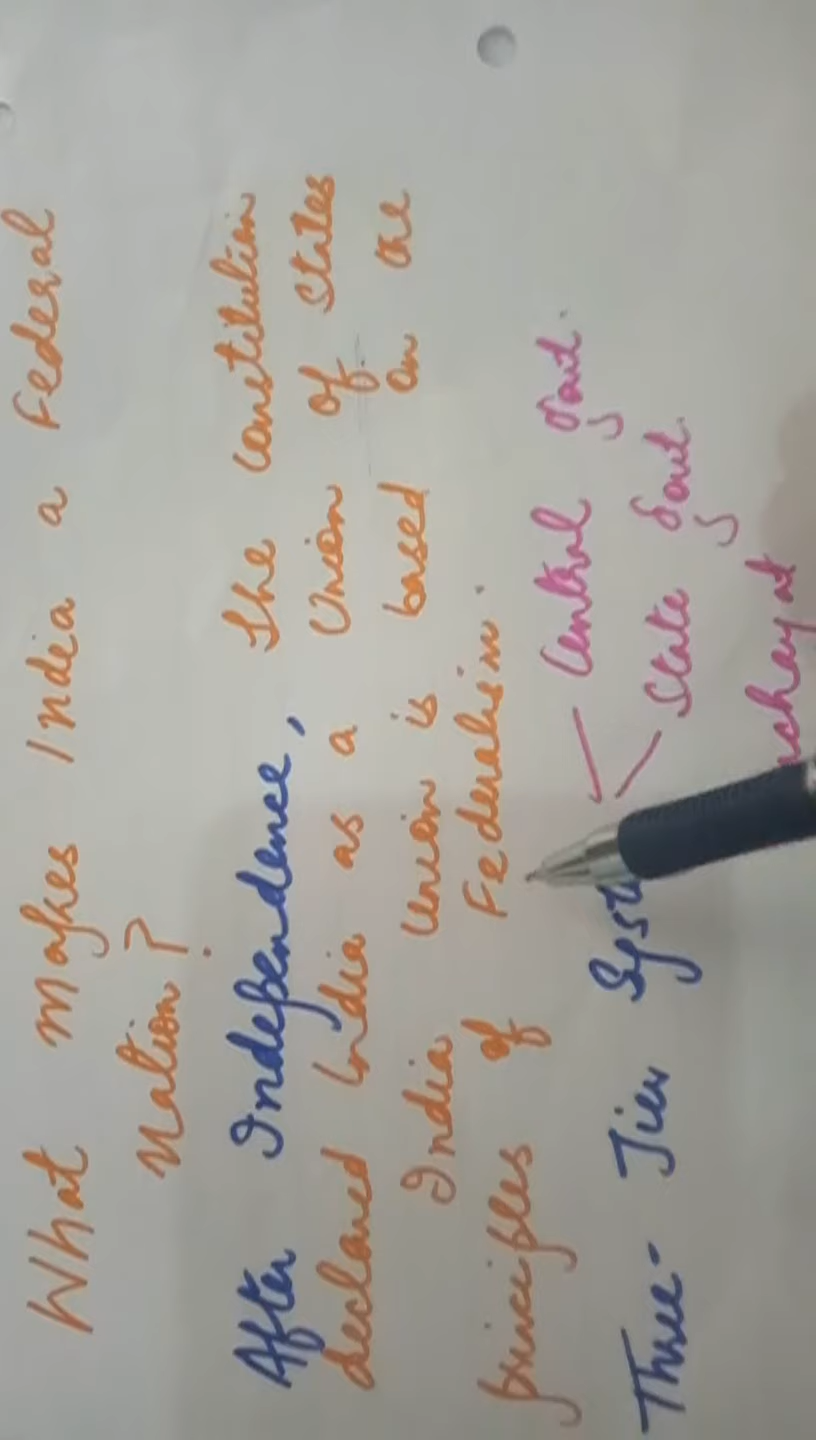 What makes India a Federal
Nation?
After Independence, The Constitution
declared India as a Union of States
India Union is based on the
principles of Federalism.
Central Govt.
Three-Tier State Govt.